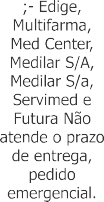 ;- Edige,
Multifarma,
Med Center,
Medilar S/A,
Medilar S/a,
Servimed e
Futura Não
atende o prazo
de entrega,
pedido
emergencial.